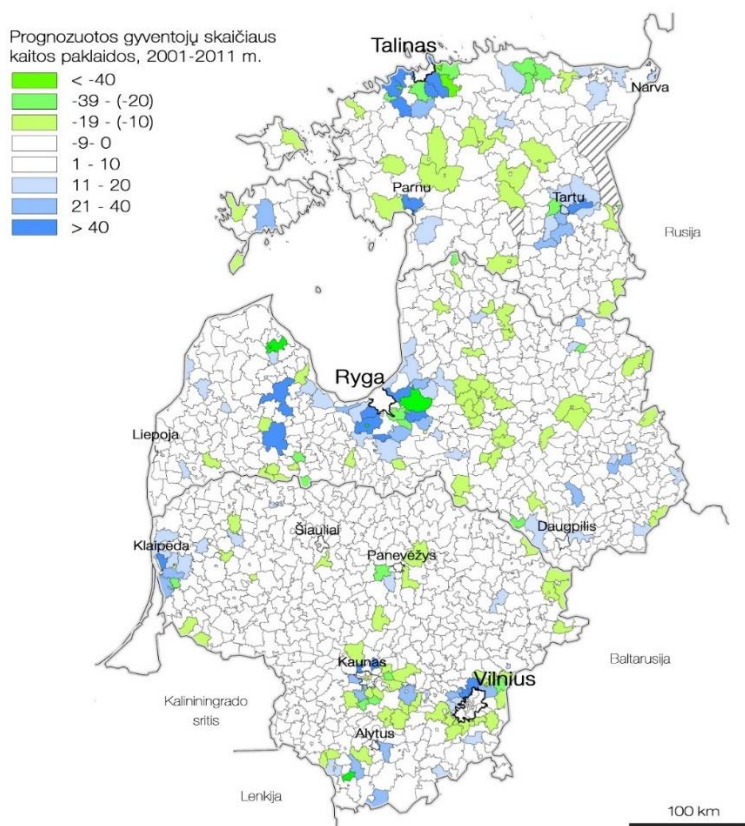 Prognozuotos gyventojų skaičiaus
kaitos paklaidos, 2001-2011 m.
< -40
-39 - (-20)
-19 - (-10)
-9- 0
1 - 10
11 - 20
21 - 40
> 40
Talinas
Narva
Parnu
Tartu
Rusija
Ryga
Liepoja
Daugpilis
Šiauliai
Klaipėda
Panevėžys
Kaunas
Vilnius
Baltarusija
Kaliningrado
sritis
Alytus
Lenkija
100 km